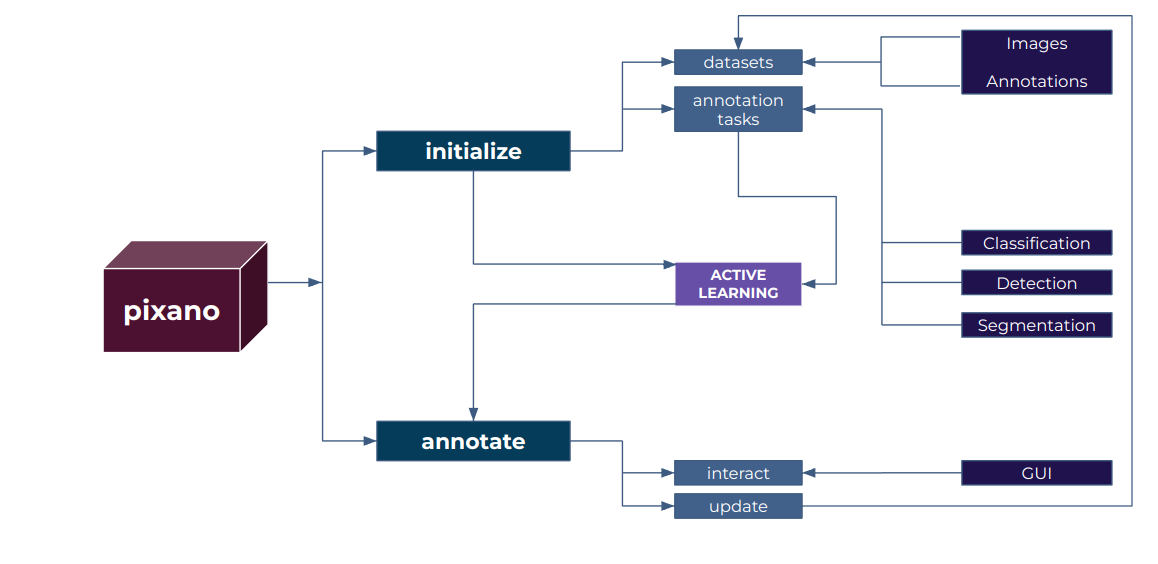 Images
datasets
Annotations
annotation
tasks
initialize
Classification
ACTIVE
LEARNING
Detection
pixano
Segmentation
annotate
interact
GUI
update